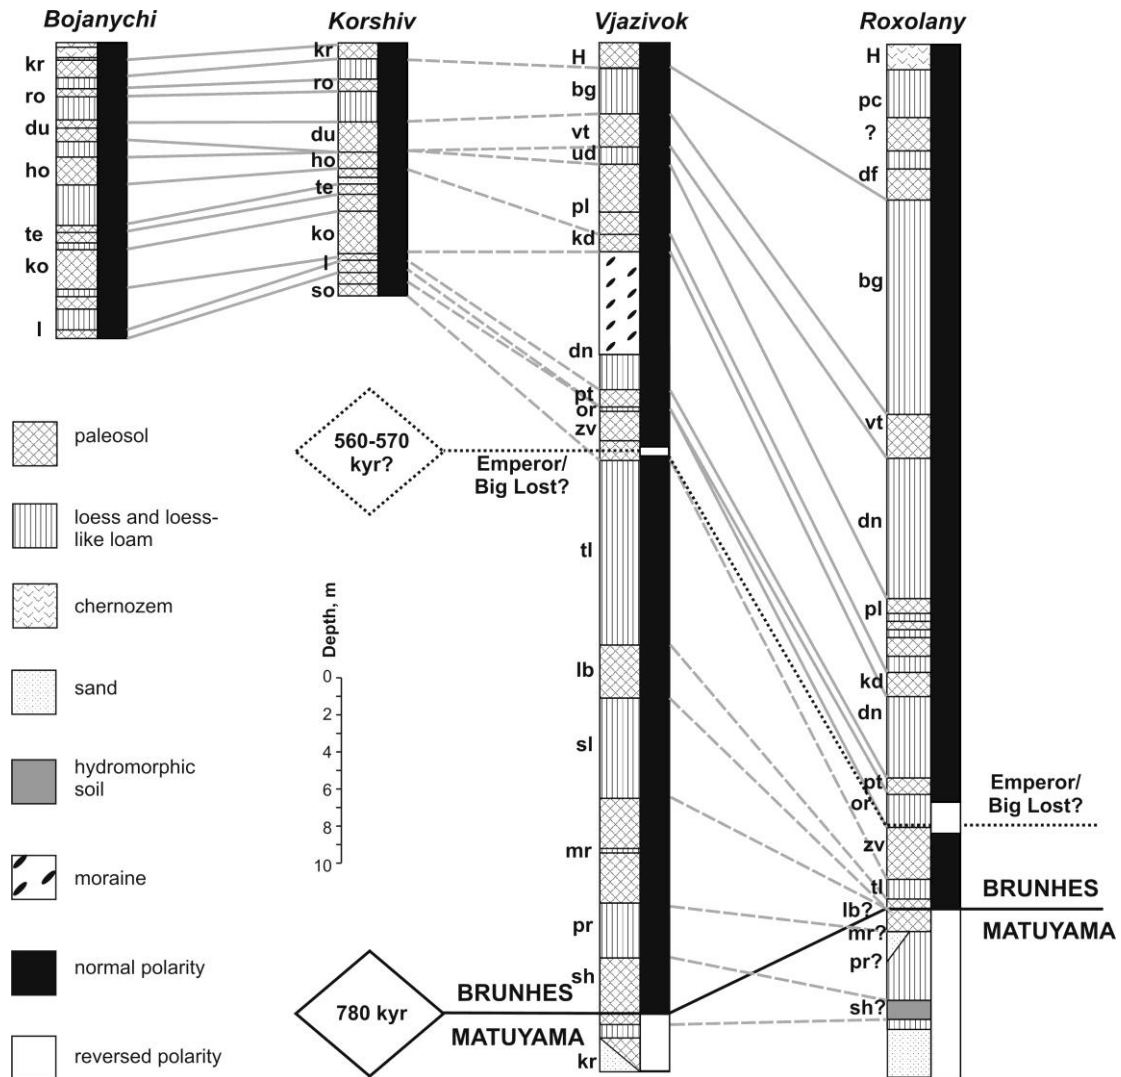 Bojanychi
Korshiv
Vjazivok
Roxolany
kr
ro
du
ho
te
ko
l
kr
ro
du
ho
te
ko
l
so
H
bg
vt
ud
pl
kd
dn
pt
or
zv
tl
lb
sl
mr
pr
sh
kr
H
pc
?
df
bg
vt
dn
pl
kd
dn
pt
or
zv
tl
lb?
mr?
pr?
sh?
560-570
kyr?
Emperor/
Big Lost?
Emperor/
Big Lost?
BRUNHES
MATUYAMA
780 kyr
BRUNHES
MATUYAMA
paleosol
loess and loess-
like loam
chernozem
sand
hydromorphic
soil
moraine
normal polarity
reversed polarity
Depth, m
0
2
4
6
8
10